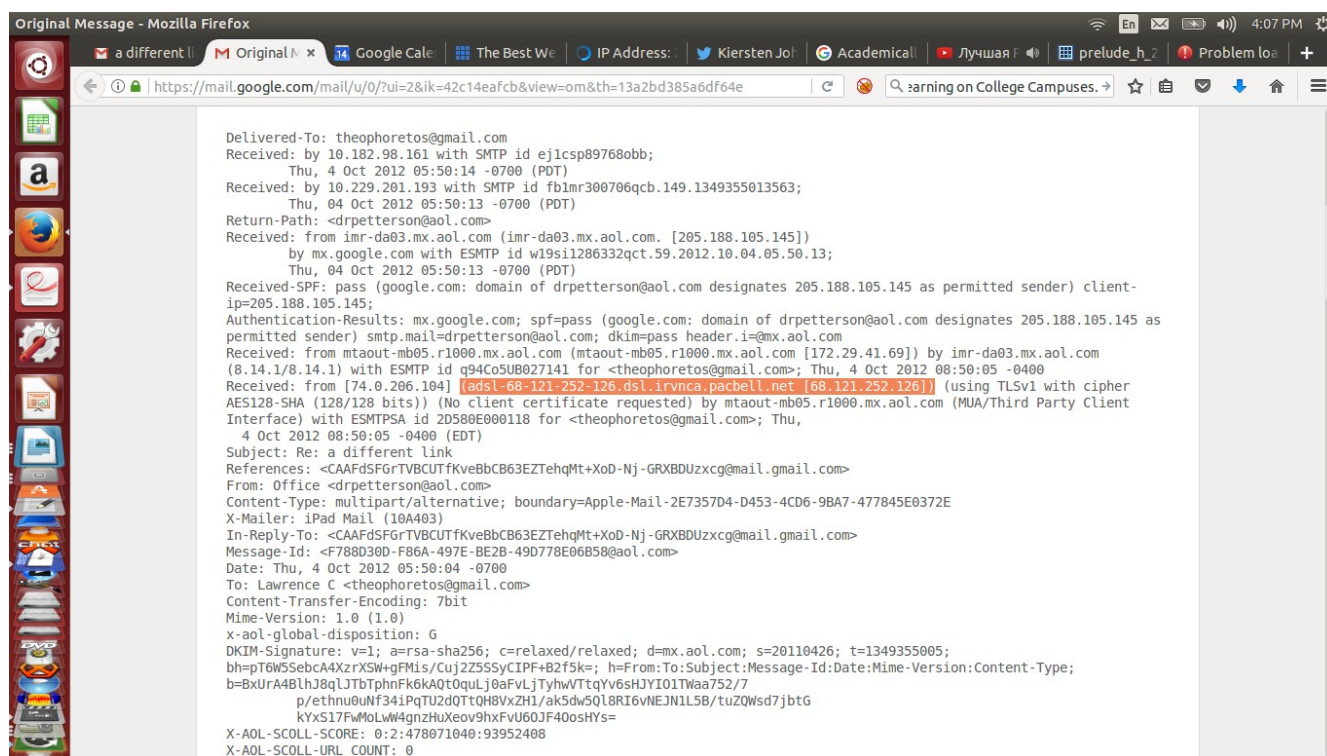 Original Message - Mozilla Firefox
En
4:07 PM
a different li
Original M
14
Google Cale
The Best We
IP Address:
Kiersten Joh
Academicall
Лучшая F
prelude_h_2
Problem loa
https://mail.google.com/mail/u/0/?ui=2&ik=42c14eafcb&view=om&th=13a2bd385a6df64e
earning on College Campuses.
Delivered-To: theophoretos@gmail.com
Received: by 10.182.98.161 with SMTP id ej1csp89768obb;
Thu, 4 Oct 2012 05:50:14 -0700 (PDT)
Received: by 10.229.201.193 with SMTP id fb1mr300706qcb.149.1349355013563;
Thu, 04 Oct 2012 05:50:13 -0700 (PDT)
Return-Path: <drpetterson@aol.com>
Received: from imr-da03.mx.aol.com (imr-da03.mx.aol.com. [205.188.105.145])
by mx.google.com with ESMTP id w19si1286332qct.59.2012.10.04.05.50.13;
Thu, 04 Oct 2012 05:50:13 -0700 (PDT)
Received-SPF: pass (google.com: domain of drpetterson@aol.com designates 205.188.105.145 as permitted sender) client-
ip=205.188.105.145;
Authentication-Results: mx.google.com; spf=pass (google.com: domain of drpetterson@aol.com designates 205.188.105.145 as
permitted sender) smtp.mail=drpetterson@aol.com; dkim=pass header.i=@mx.aol.com
Received: from mtaout-mb05.r1000.mx.aol.com (mtaout-mb05.r1000.mx.aol.com [172.29.41.69]) by imr-da03.mx.aol.com
(8.14.1/8.14.1) with ESMTP id q94Co5UB027141 for <theophoretos@gmail.com>; Thu, 4 Oct 2012 08:50:05 -0400
Received: from [74.0.206.104] (adsl-68-121-252-126.dsl.irvnca.pacbell.net [68.121.252.126]) (using TLSv1 with cipher
AES128-SHA (128/128 bits)) (No client certificate requested) by mtaout-mb05.r1000.mx.aol.com (MUA/Third Party Client
Interface) with ESMTPSA id 2D580E000118 for <theophoretos@gmail.com>; Thu,
4 Oct 2012 08:50:05 -0400 (EDT)
Subject: Re: a different link
References: <CAAFdSFGrTVBCUTfKveBbCB63EZTehqMt+XoD-Nj-GRXBDUzxcg@mail.gmail.com>
From: Office <drpetterson@aol.com>
Content-Type: multipart/alternative; boundary=Apple-Mail-2E7357D4-D453-4CD6-9BA7-477845E0372E
X-Mailer: iPad Mail (10A403)
In-Reply-To: <CAAFdSFGrTVBCUTfKveBbCB63EZTehqMt+XoD-Nj-GRXBDUzxcg@mail.gmail.com>
Message-Id: <F788D30D-F86A-497E-BE2B-49D778E06B58@aol.com>
Date: Thu, 4 Oct 2012 05:50:04 -0700
To: Lawrence C <theophoretos@gmail.com>
Content-Transfer-Encoding: 7bit
Mime-Version: 1.0 (1.0)
x-aol-global-disposition: G
DKIM-Signature: v=1; a=rsa-sha256; c=relaxed/relaxed; d=mx.aol.com; s=20110426; t=1349355005;
bh=pT6W5SebcA4XzrXSW+gFMis/Cuj2Z5SSyCIPF+B2f5k=; h=From:To:Subject:Message-Id:Date:Mime-Version:Content-Type;
b=BxUrA4BlhJ8qlJTbTphnFk6kAQtOquLj0aFvLjTyhwVTtqYv6sHJYIO1TWaa752/7
p/ethnu0uNf34iPqTU2dQTtQH8VxZH1/ak5dw5Ql8RI6vNEJN1L5B/tuZQWsd7jbtG
kYxS17FwMoLwW4gnzHuXeov9hxFvU6OJF4OosHYs=
X-AOL-SCOLL-SCORE: 0:2:478071040:93952408
X-AOL-SCOLL-URL_COUNT: 0